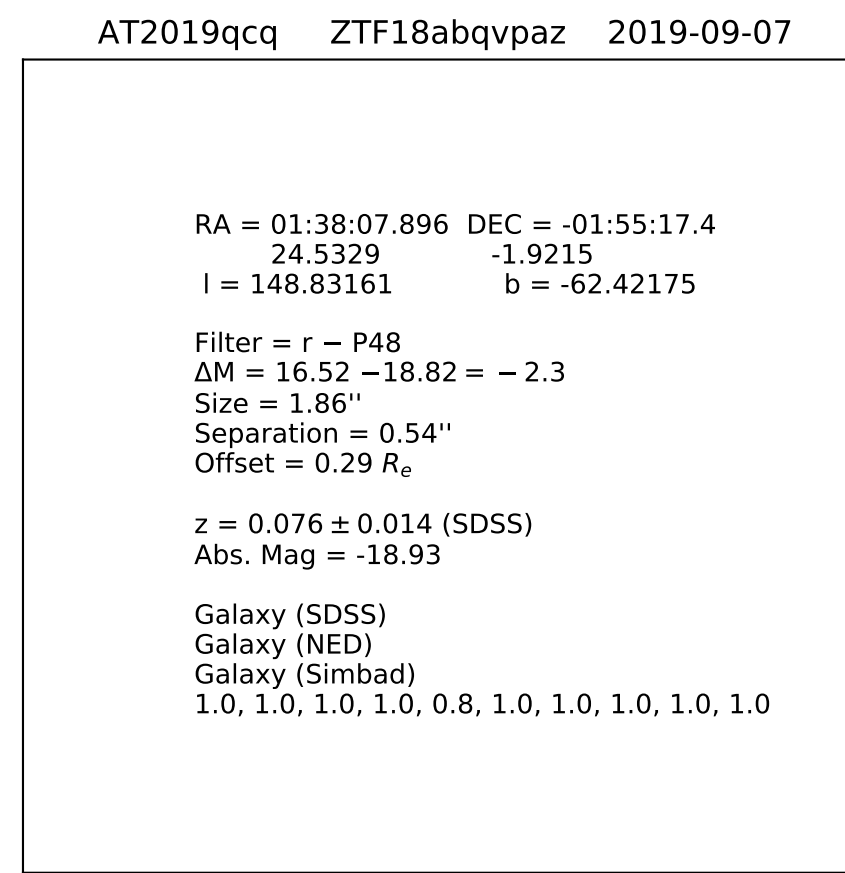 AT2019qcq ZTF18abqvpaz 2019-09-07
RA = 01:38:07.896 DEC = -01:55:17.4
24.5329 -1.9215
l = 148.83161 b = -62.42175
Filter = r − P48
ΔM = 16.52 −18.82 = − 2.3
Size = 1.86''
Separation = 0.54''
Offset = 0.29 Rₑ
z = 0.076 ± 0.014 (SDSS)
Abs. Mag = -18.93
Galaxy (SDSS)
Galaxy (NED)
Galaxy (Simbad)
1.0, 1.0, 1.0, 1.0, 0.8, 1.0, 1.0, 1.0, 1.0, 1.0